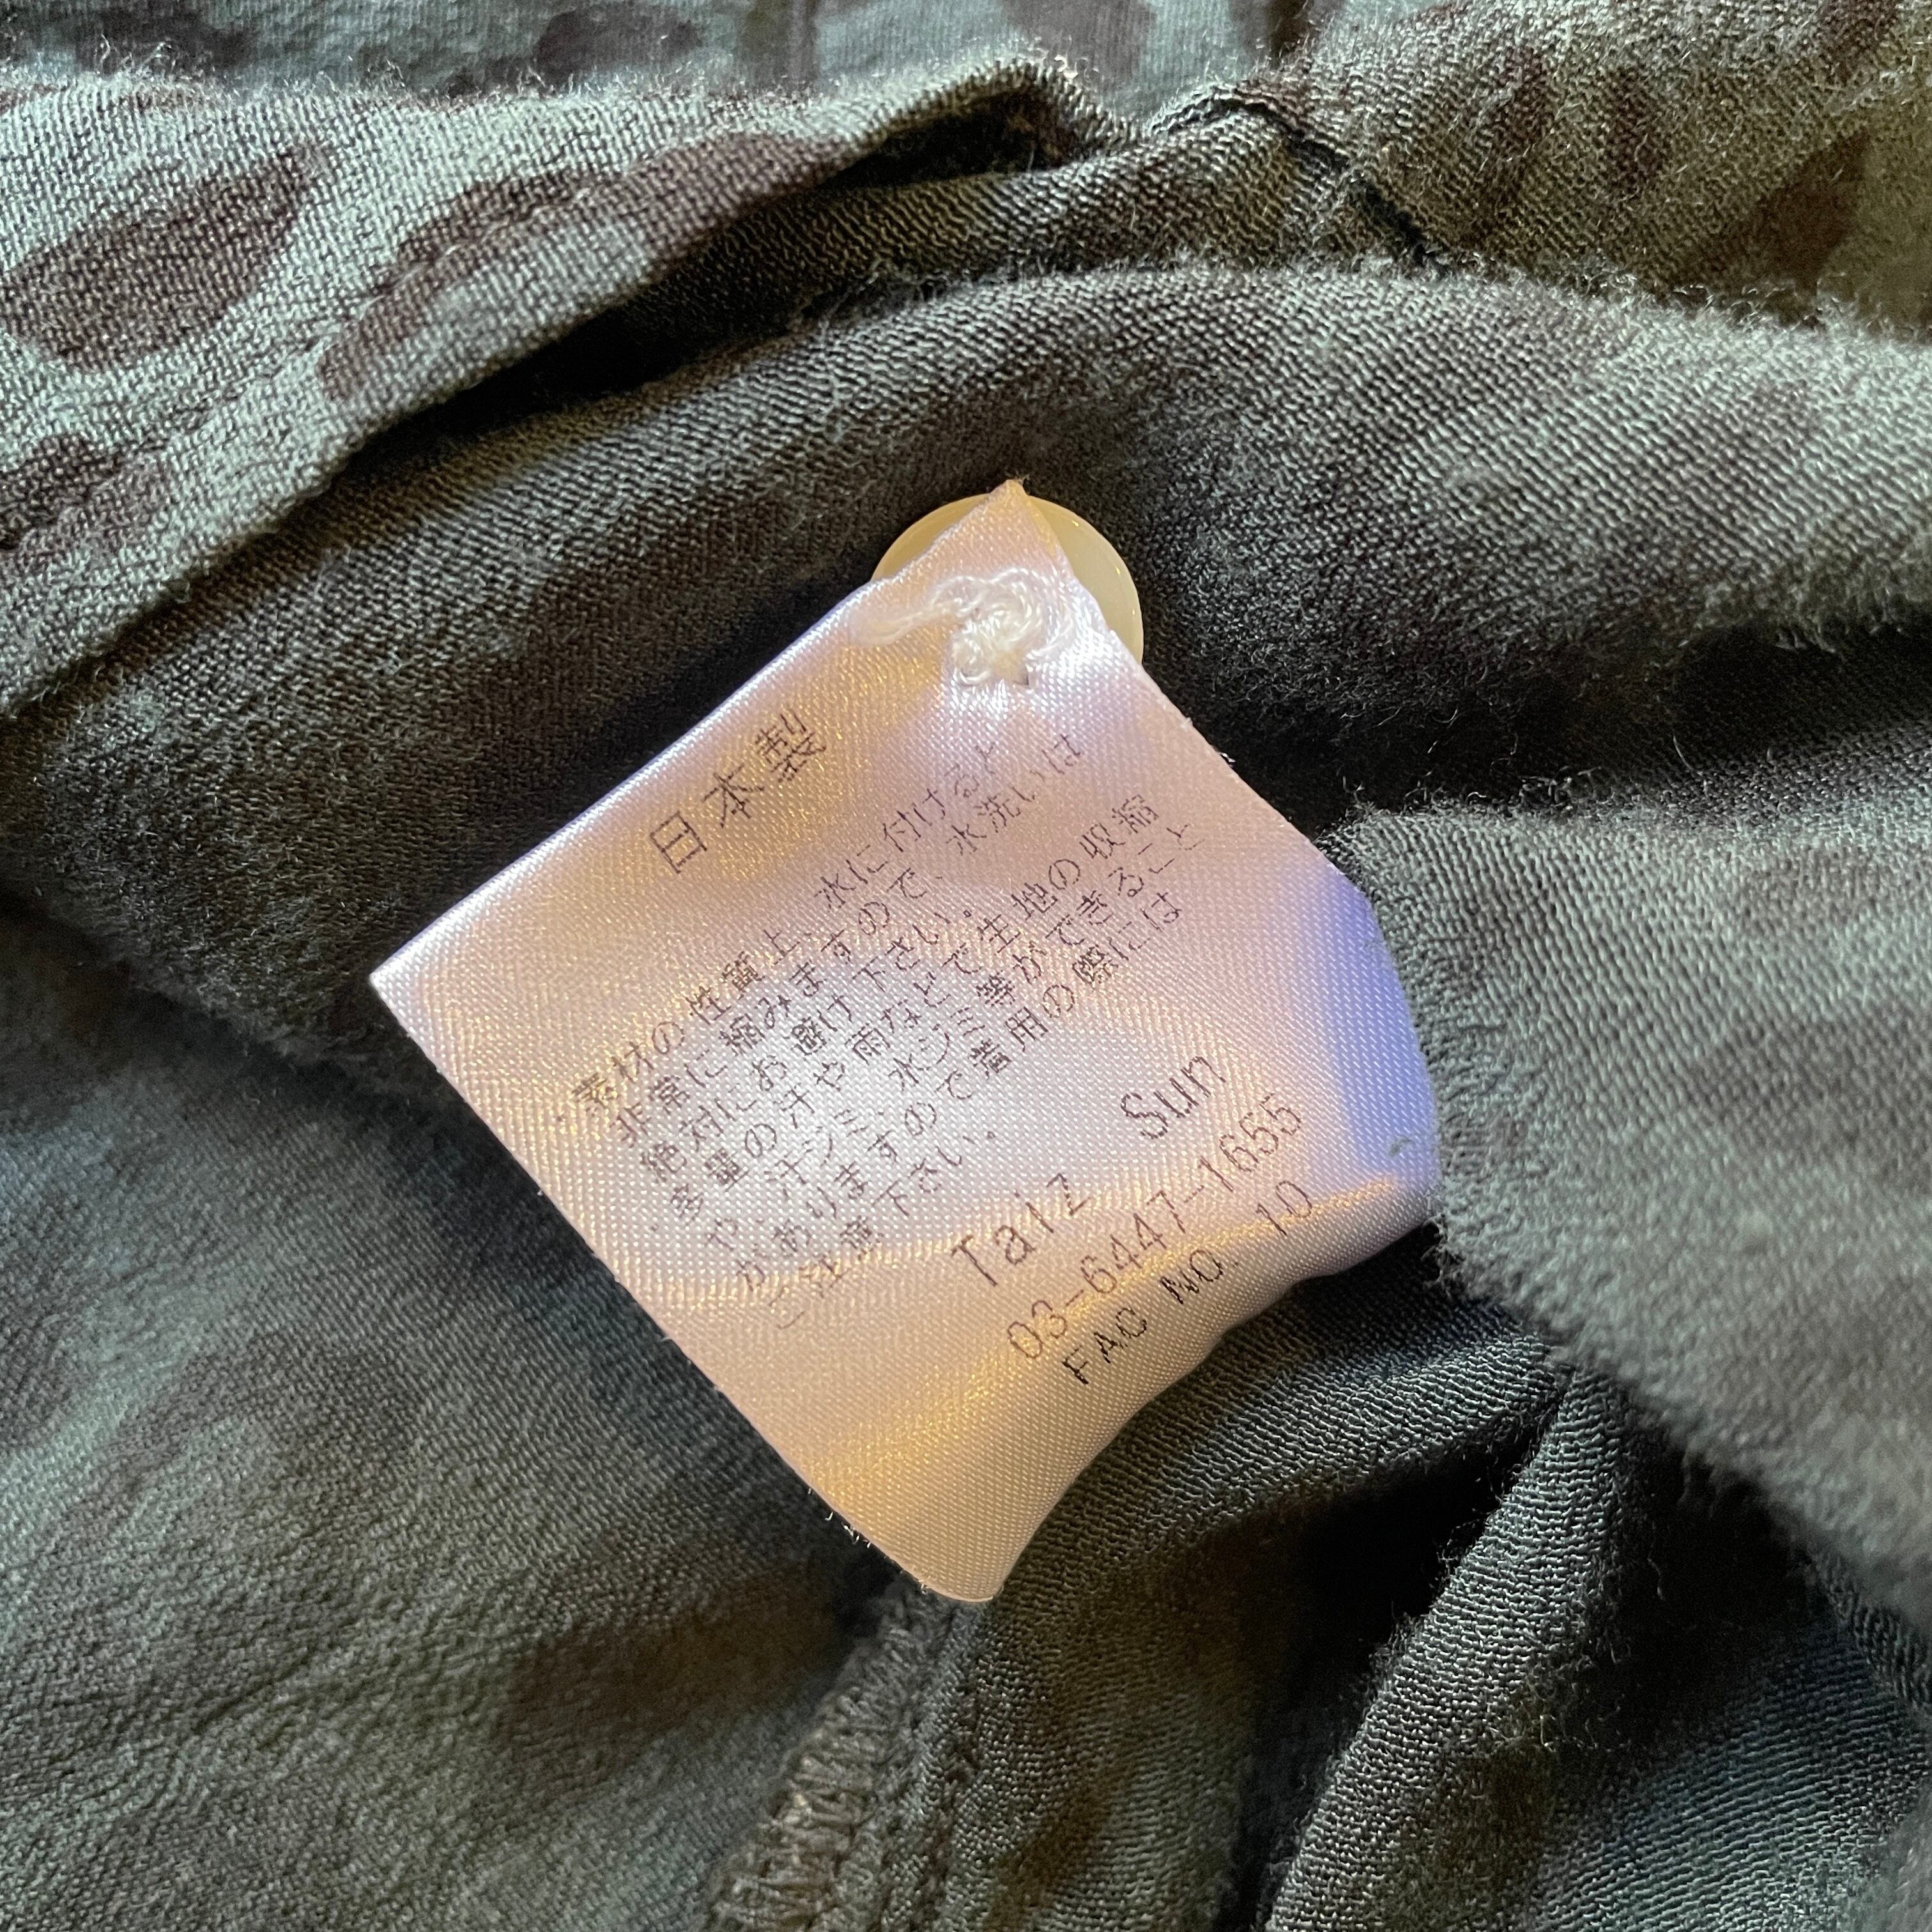 日本製
・素材の性質上、水に付けると
非常に縮みますので、水洗いは
絶対にお避け下さい。
・多量の汗や雨などで生地の収縮
や、汗ジミ、水ジミ等ができること
がありますので着用の際には
ご注意下さい。
Taiz Sun
03-6447-1655
FAC NO. 10